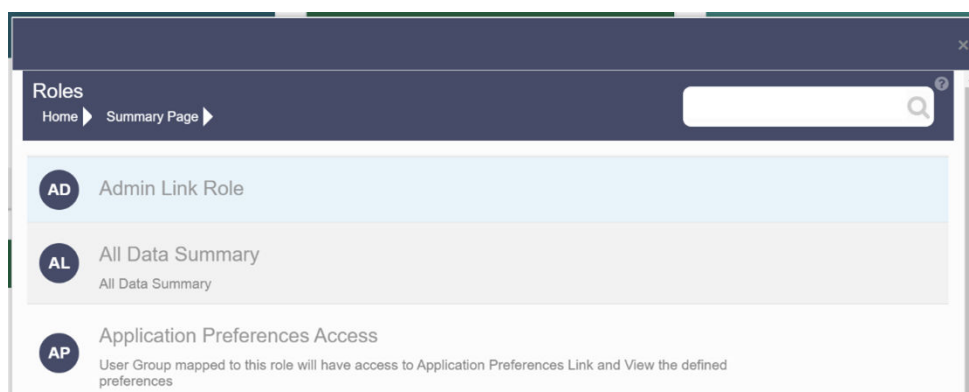 Roles
Home Summary Page
AD Admin Link Role
AL All Data Summary
All Data Summary
AP Application Preferences Access
User Group mapped to this role will have access to Application Preferences Link and View the defined
preferences